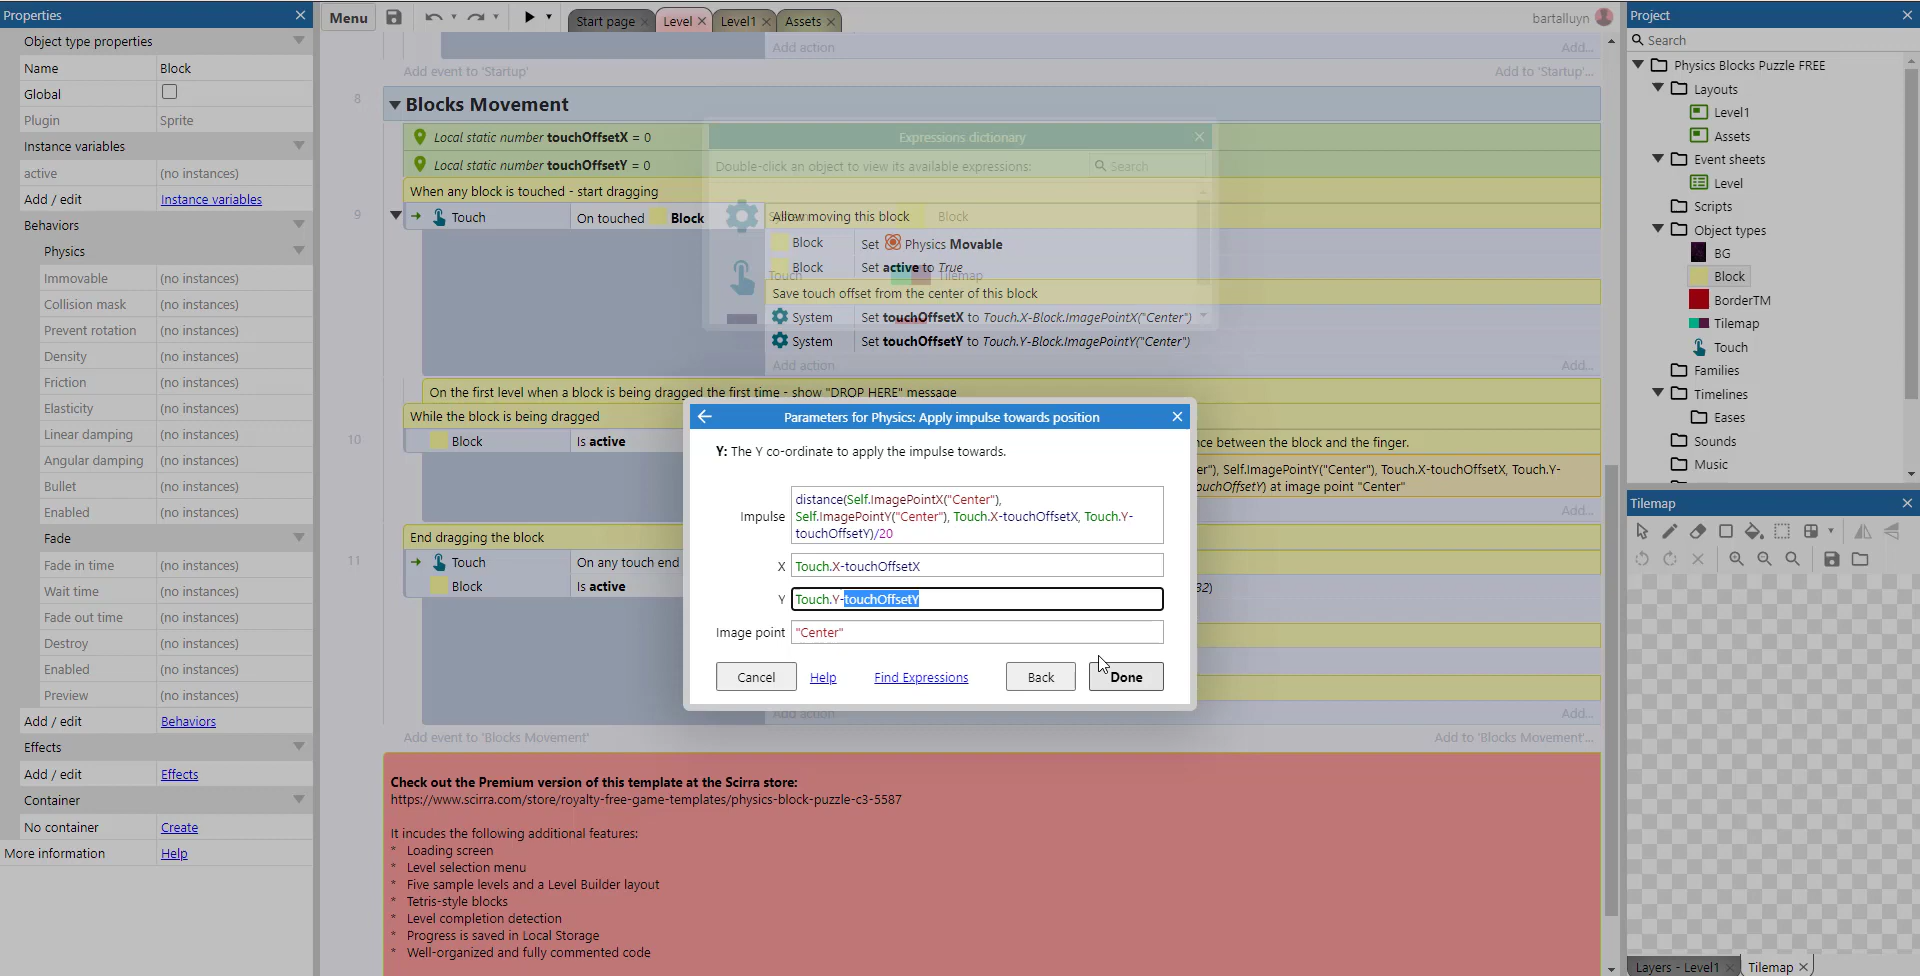 Properties
Object type properties
Name Block
Global
Plugin Sprite
Instance variables
active (no instances)
Add / edit Instance variables
Behaviors
Physics
Immovable (no instances)
Collision mask (no instances)
Prevent rotation (no instances)
Density (no instances)
Friction (no instances)
Elasticity (no instances)
Linear damping (no instances)
Angular damping (no instances)
Bullet (no instances)
Enabled (no instances)
Fade
Fade in time (no instances)
Wait time (no instances)
Fade out time (no instances)
Destroy (no instances)
Enabled (no instances)
Preview (no instances)
Add / edit Behaviors
Effects
Add / edit Effects
Container
No container Create
More information Help
Menu Start page Level Level1 Assets bartalluyn
Add action Add...
Add event to 'Startup' Add to 'Startup'...
8 Blocks Movement
Local static number touchOffsetX = 0
Local static number touchOffsetY = 0
Expressions dictionary
Double-click an object to view its available expressions: Search
When any block is touched - start dragging
9 Touch On touched Block
Allow moving this block Block
Block Set Physics Movable
Block Set active to True
Touch Tilemap
Save touch offset from the center of this block
System Set touchOffsetX to Touch.X-Block.ImagePointX("Center")
System Set touchOffsetY to Touch.Y-Block.ImagePointY("Center")
Add action Add...
On the first level when a block is being dragged the first time - show "DROP HERE" message
While the block is being dragged
10 Block Is active
nce between the block and the finger.
er"), Self.ImagePointY("Center"), Touch.X-touchOffsetX, Touch.Y-
ouchOffsetY) at image point "Center"
Add...
End dragging the block
11 Touch On any touch end
Block Is active
32)
Add action Add...
Add event to 'Blocks Movement' Add to 'Blocks Movement'...
Parameters for Physics: Apply impulse towards position
Y: The Y co-ordinate to apply the impulse towards.
Impulse distance(Self.ImagePointX("Center"),
Self.ImagePointY("Center"), Touch.X-touchOffsetX, Touch.Y-
touchOffsetY)/20
X Touch.X-touchOffsetX
Y Touch.Y-touchOffsetY
Image point "Center"
Cancel Help Find Expressions Back Done
Check out the Premium version of this template at the Scirra store:
https://www.scirra.com/store/royalty-free-game-templates/physics-block-puzzle-c3-5587
It incudes the following additional features:
* Loading screen
* Level selection menu
* Five sample levels and a Level Builder layout
* Tetris-style blocks
* Level completion detection
* Progress is saved in Local Storage
* Well-organized and fully commented code
Project
Search
Physics Blocks Puzzle FREE
Layouts
Level1
Assets
Event sheets
Level
Scripts
Object types
BG
Block
BorderTM
Tilemap
Touch
Families
Timelines
Eases
Sounds
Music
Tilemap
Layers - Level1 Tilemap